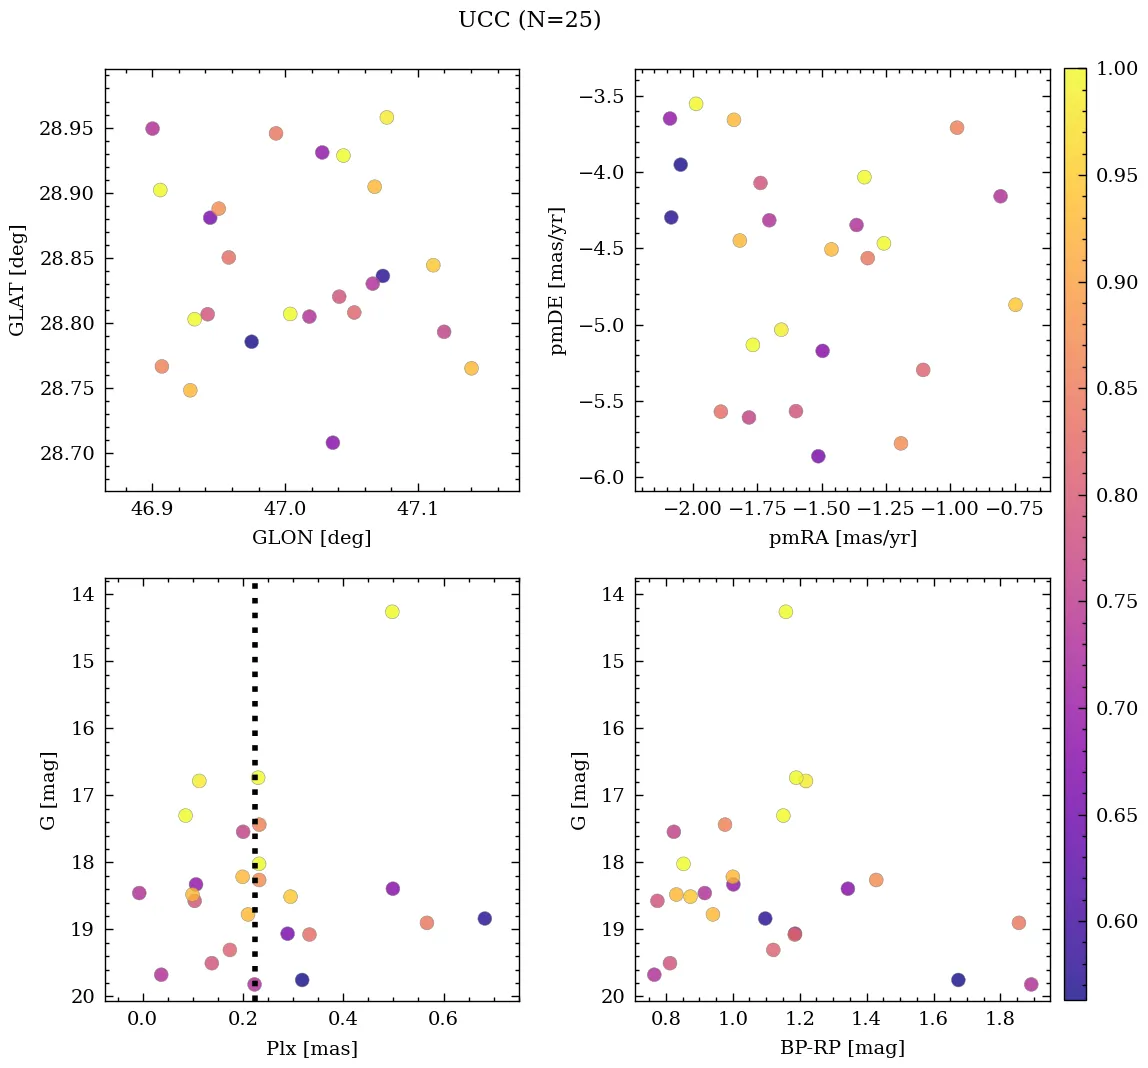 UCC (N=25)
28.95
28.90
28.85
28.80
28.75
28.70
GLAT [deg]
46.9 47.0 47.1
GLON [deg]
−3.5
−4.0
−4.5
−5.0
−5.5
−6.0
pmDE [mas/yr]
−2.00 −1.75 −1.50 −1.25 −1.00 −0.75
pmRA [mas/yr]
14
15
16
17
18
19
20
G [mag]
0.0 0.2 0.4 0.6
Plx [mas]
14
15
16
17
18
19
20
G [mag]
0.8 1.0 1.2 1.4 1.6 1.8
BP-RP [mag]
1.00
0.95
0.90
0.85
0.80
0.75
0.70
0.65
0.60